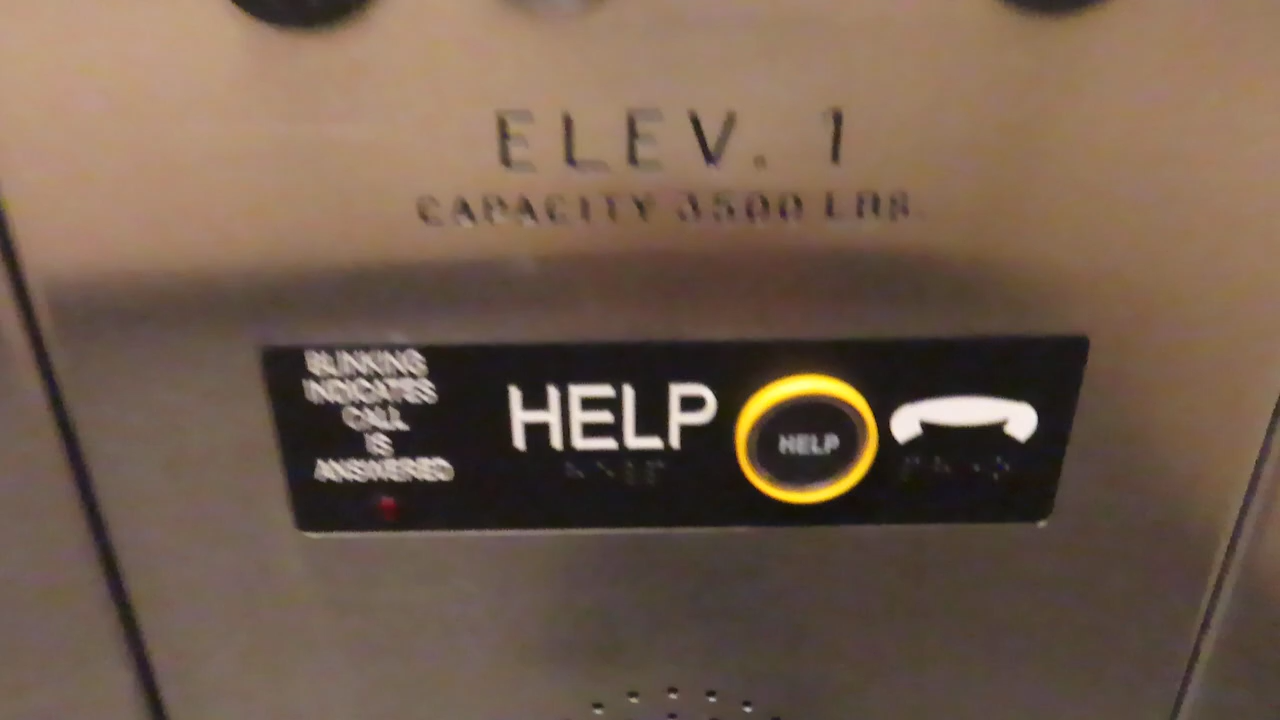 ELEV. 1
CAPACITY 3500 LBS.
BLINKING
INDICATES
CALL
IS
ANSWERED
HELP
HELP